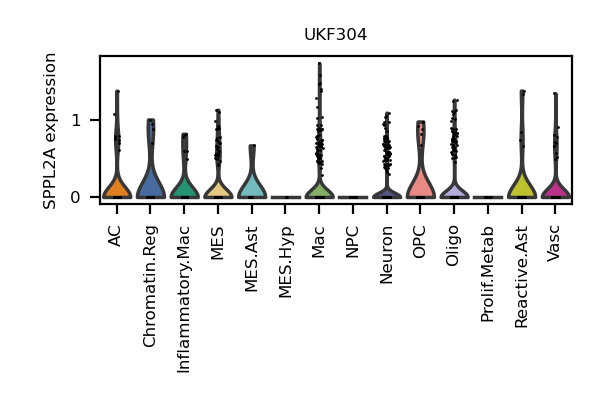 UKF304
SPPL2A expression
1
0
AC
Chromatin.Reg
Inflammatory.Mac
MES
MES.Ast
MES.Hyp
Mac
NPC
Neuron
OPC
Oligo
Prolif.Metab
Reactive.Ast
Vasc